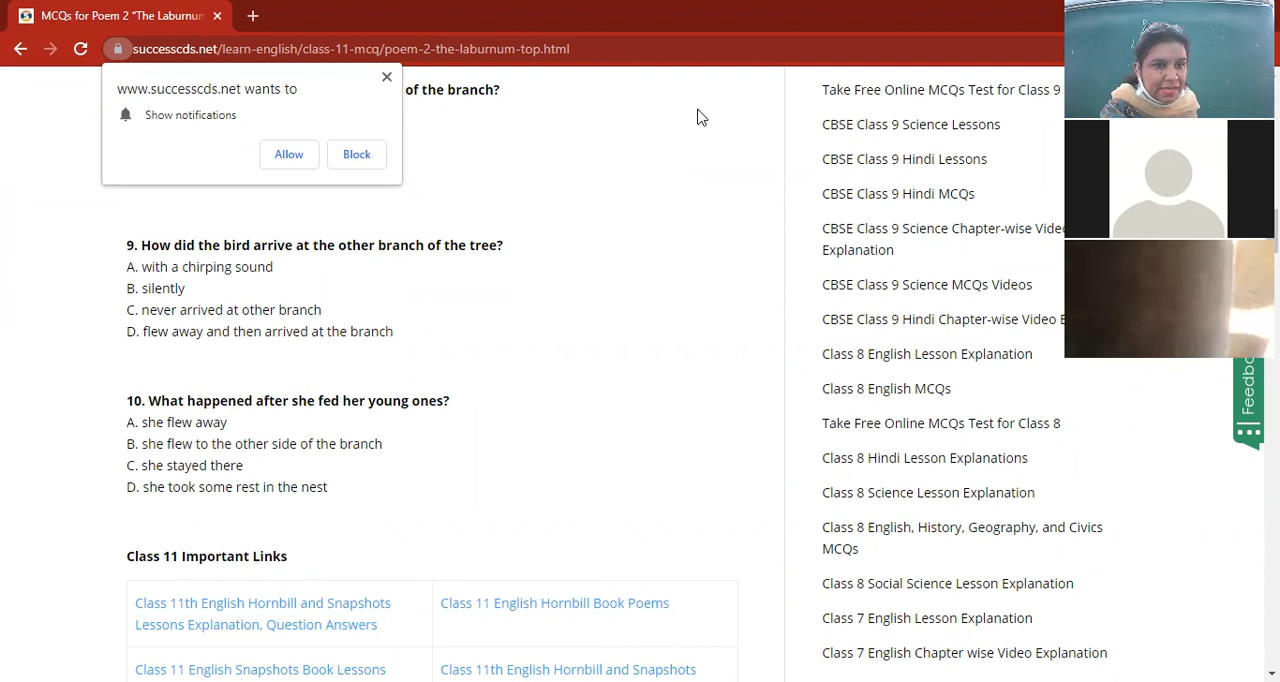 MCQs for Poem 2 “The Laburnum
successcds.net/learn-english/class-11-mcq/poem-2-the-laburnum-top.html
www.successcds.net wants to
Show notifications
Allow
Block
of the branch?
9. How did the bird arrive at the other branch of the tree?
A. with a chirping sound
B. silently
C. never arrived at other branch
D. flew away and then arrived at the branch
10. What happened after she fed her young ones?
A. she flew away
B. she flew to the other side of the branch
C. she stayed there
D. she took some rest in the nest
Class 11 Important Links
Class 11th English Hornbill and Snapshots
Lessons Explanation, Question Answers
Class 11 English Hornbill Book Poems
Class 11 English Snapshots Book Lessons
Class 11th English Hornbill and Snapshots
Take Free Online MCQs Test for Class 9
CBSE Class 9 Science Lessons
CBSE Class 9 Hindi Lessons
CBSE Class 9 Hindi MCQs
CBSE Class 9 Science Chapter-wise Video
Explanation
CBSE Class 9 Science MCQs Videos
CBSE Class 9 Hindi Chapter-wise Video E
Class 8 English Lesson Explanation
Class 8 English MCQs
Take Free Online MCQs Test for Class 8
Class 8 Hindi Lesson Explanations
Class 8 Science Lesson Explanation
Class 8 English, History, Geography, and Civics
MCQs
Class 8 Social Science Lesson Explanation
Class 7 English Lesson Explanation
Class 7 English Chapter wise Video Explanation
Feedbo